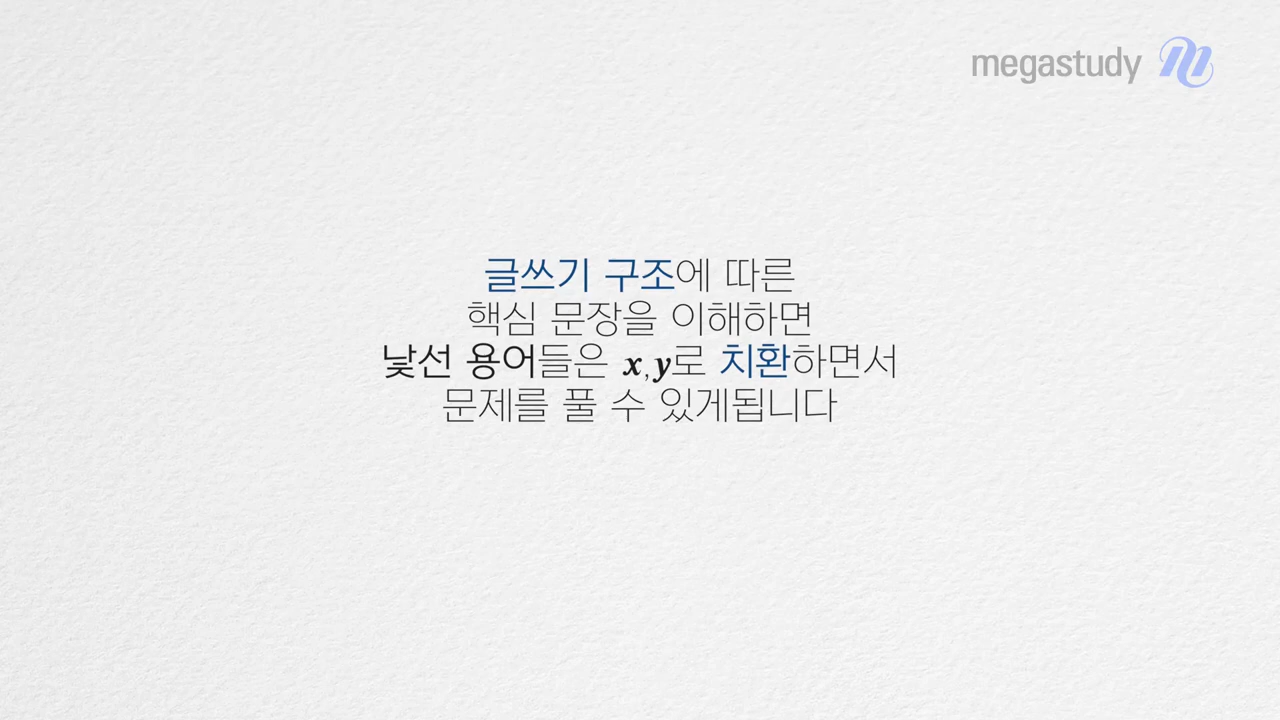 megastudy
글쓰기 구조에 따른
핵심 문장을 이해하면
낯선 용어들은 x,y로 치환하면서
문제를 풀 수 있게됩니다